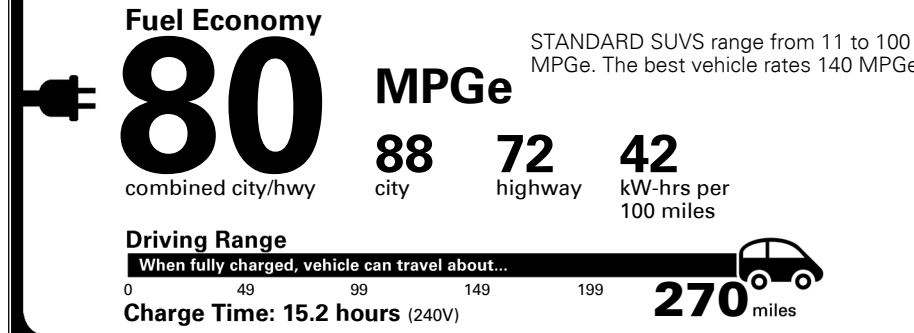 Fuel Economy
80
MPGe
STANDARD SUVS range from 11 to 100
MPGe. The best vehicle rates 140 MPGe
88
72
42
combined city/hwy
city
highway
kW-hrs per
100 miles
Driving Range
When fully charged, vehicle can travel about...
0 49 99 149 199
270 miles
Charge Time: 15.2 hours (240V)